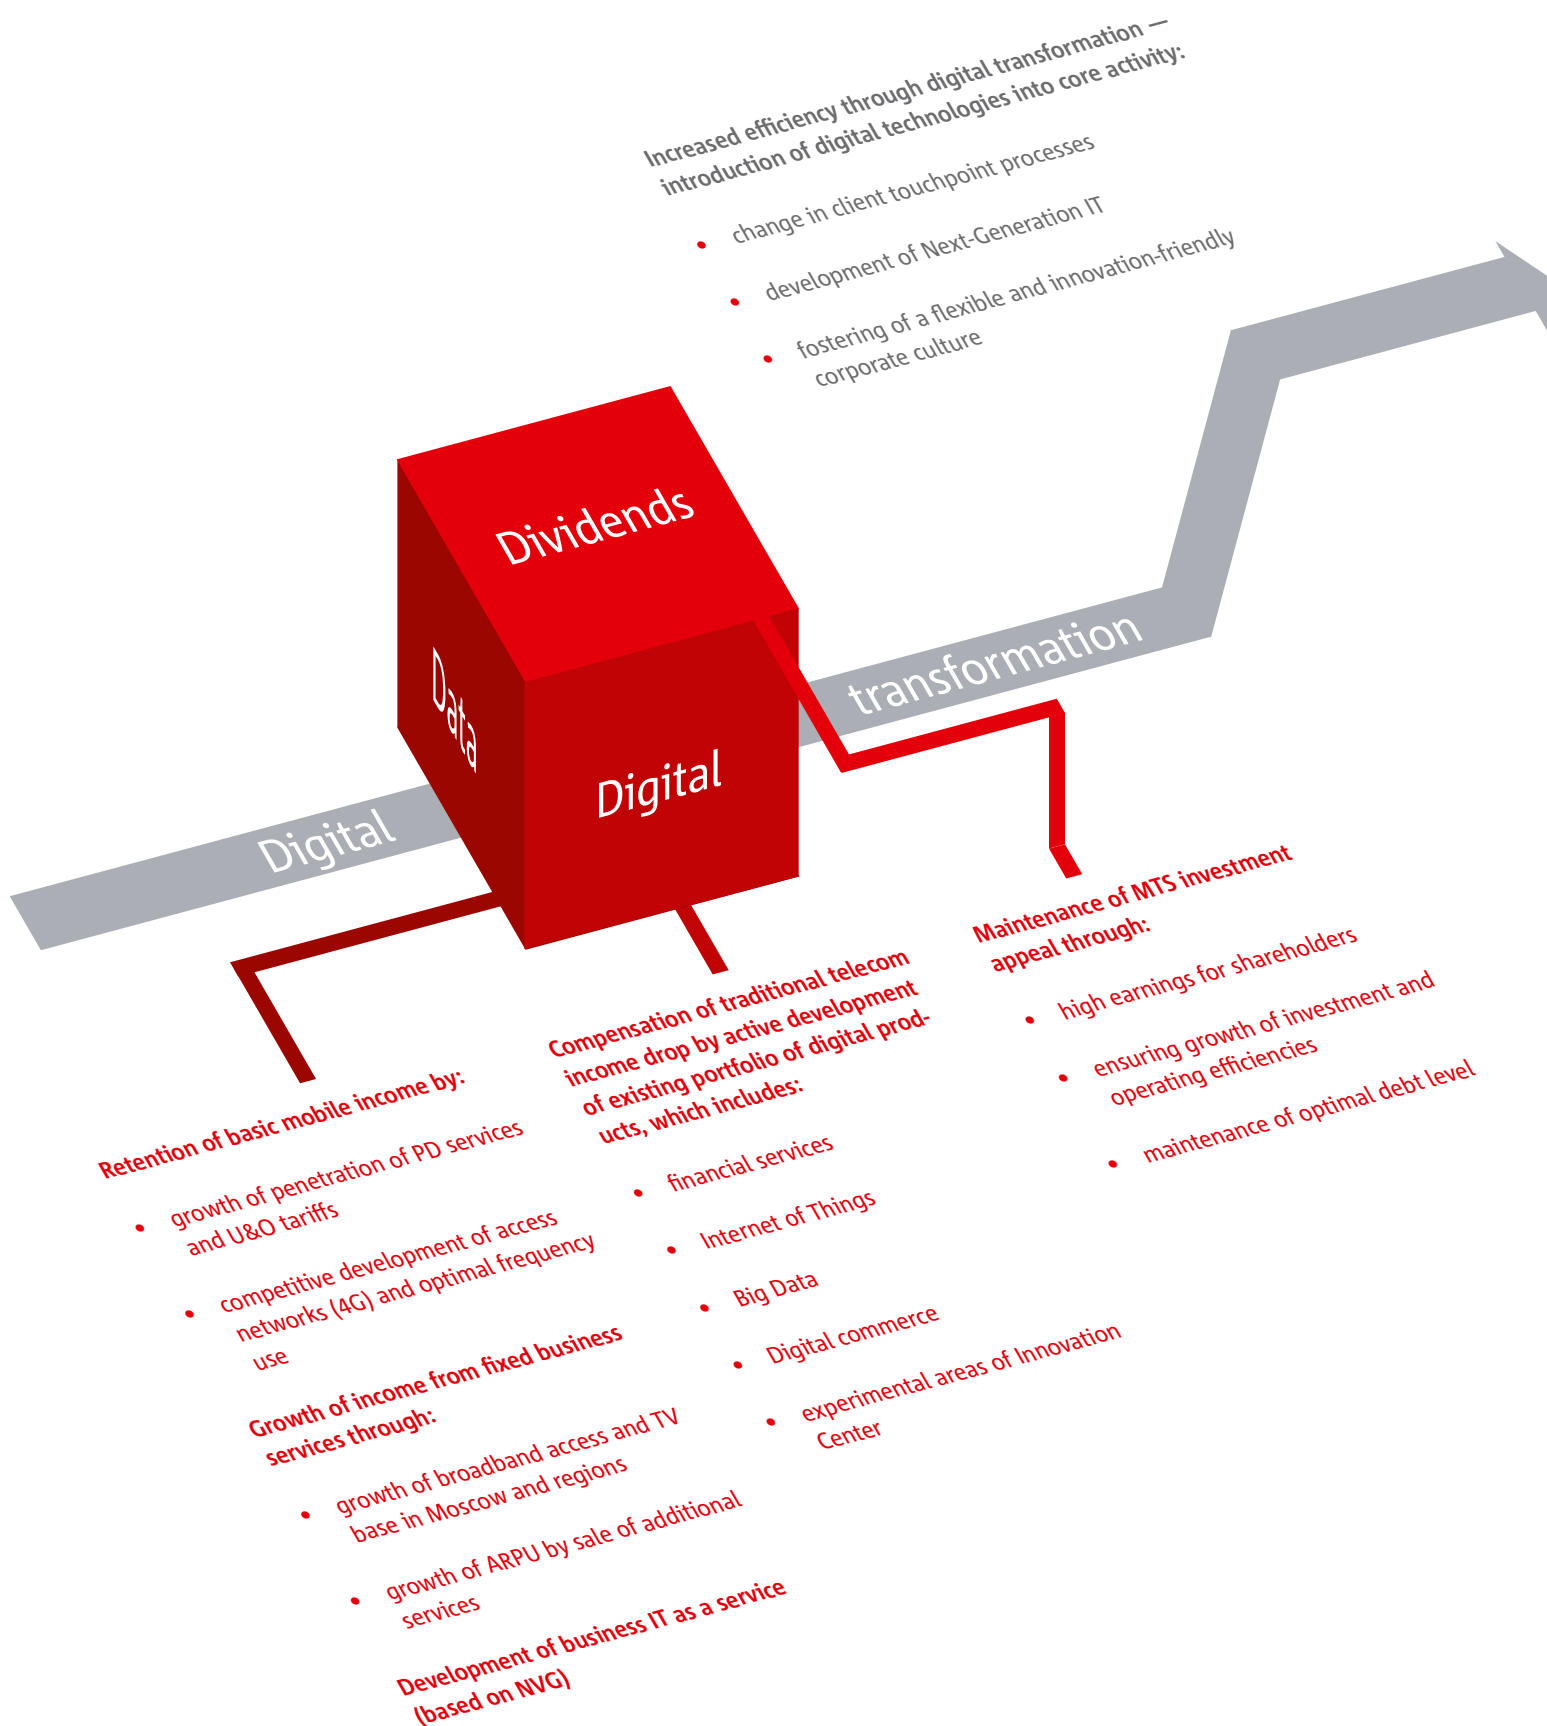 Increased efficiency through digital transformation —
introduction of digital technologies into core activity:
• change in client touchpoint processes
• development of Next-Generation IT
• fostering of a flexible and innovation-friendly
corporate culture
Dividends
Data
Digital
Digital
transformation
Retention of basic mobile income by:
• growth of penetration of PD services
and U&O tariffs
• competitive development of access
networks (4G) and optimal frequency
use
Growth of income from fixed business
services through:
• growth of broadband access and TV
base in Moscow and regions
• growth of ARPU by sale of additional
services
Development of business IT as a service
(based on NVG)
Compensation of traditional telecom
income drop by active development
of existing portfolio of digital prod-
ucts, which includes:
• financial services
• Internet of Things
• Big Data
• Digital commerce
• experimental areas of Innovation
Center
Maintenance of MTS investment
appeal through:
• high earnings for shareholders
• ensuring growth of investment and
operating efficiencies
• maintenance of optimal debt level